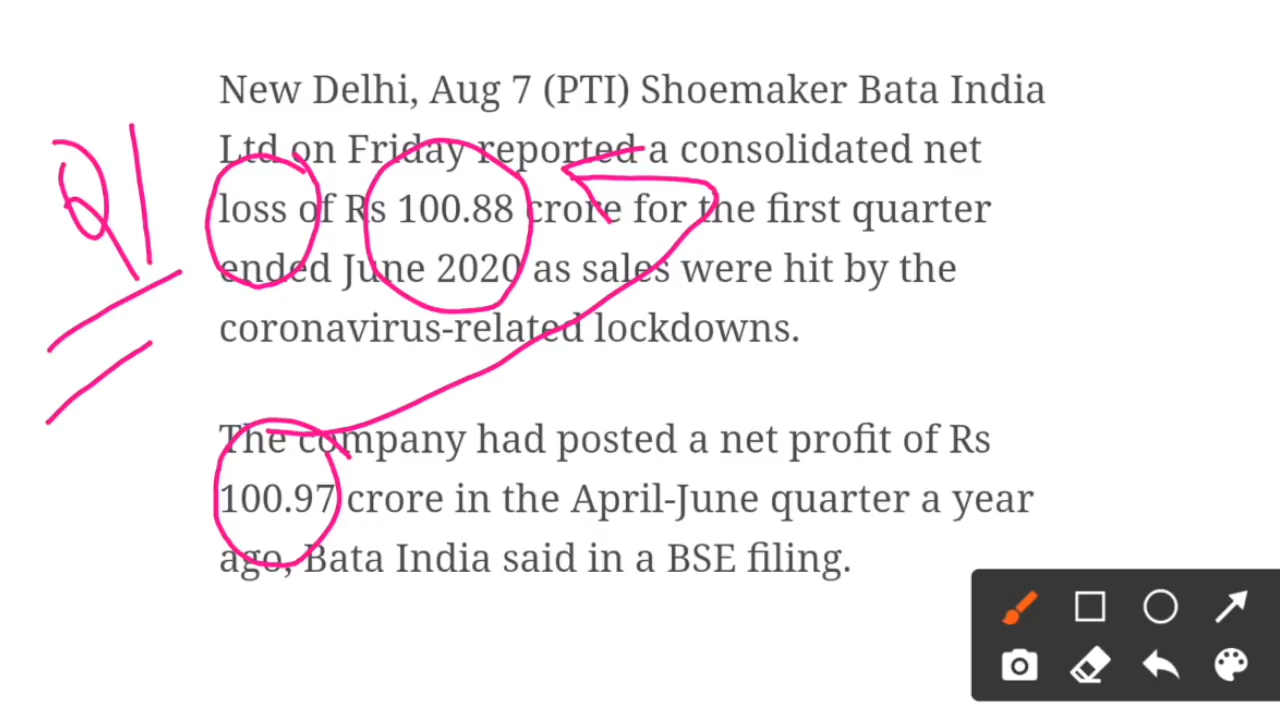 New Delhi, Aug 7 (PTI) Shoemaker Bata India
Ltd on Friday reported a consolidated net
Q1
loss of Rs 100.88 crore for the first quarter
ended June 2020 as sales were hit by the
coronavirus-related lockdowns.
The company had posted a net profit of Rs
100.97 crore in the April-June quarter a year
ago, Bata India said in a BSE filing.